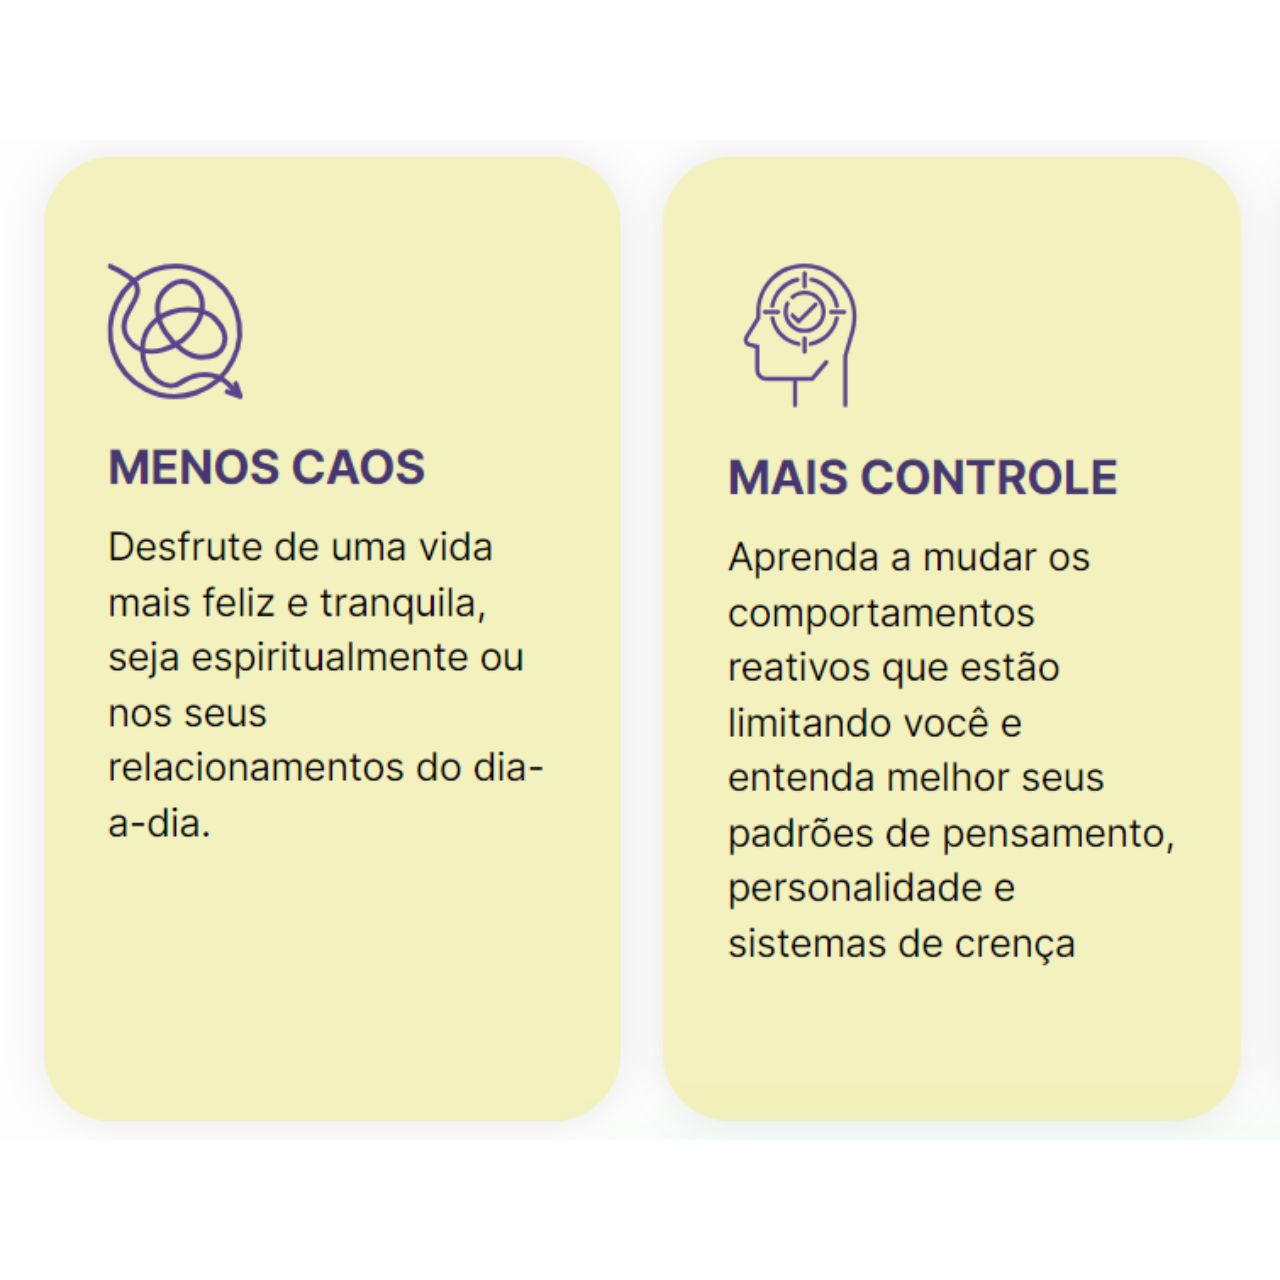 MENOS CAOS
Desfrute de uma vida
mais feliz e tranquila,
seja espiritualmente ou
nos seus
relacionamentos do dia-
a-dia.
MAIS CONTROLE
Aprenda a mudar os
comportamentos
reativos que estão
limitando você e
entenda melhor seus
padrões de pensamento,
personalidade e
sistemas de crença